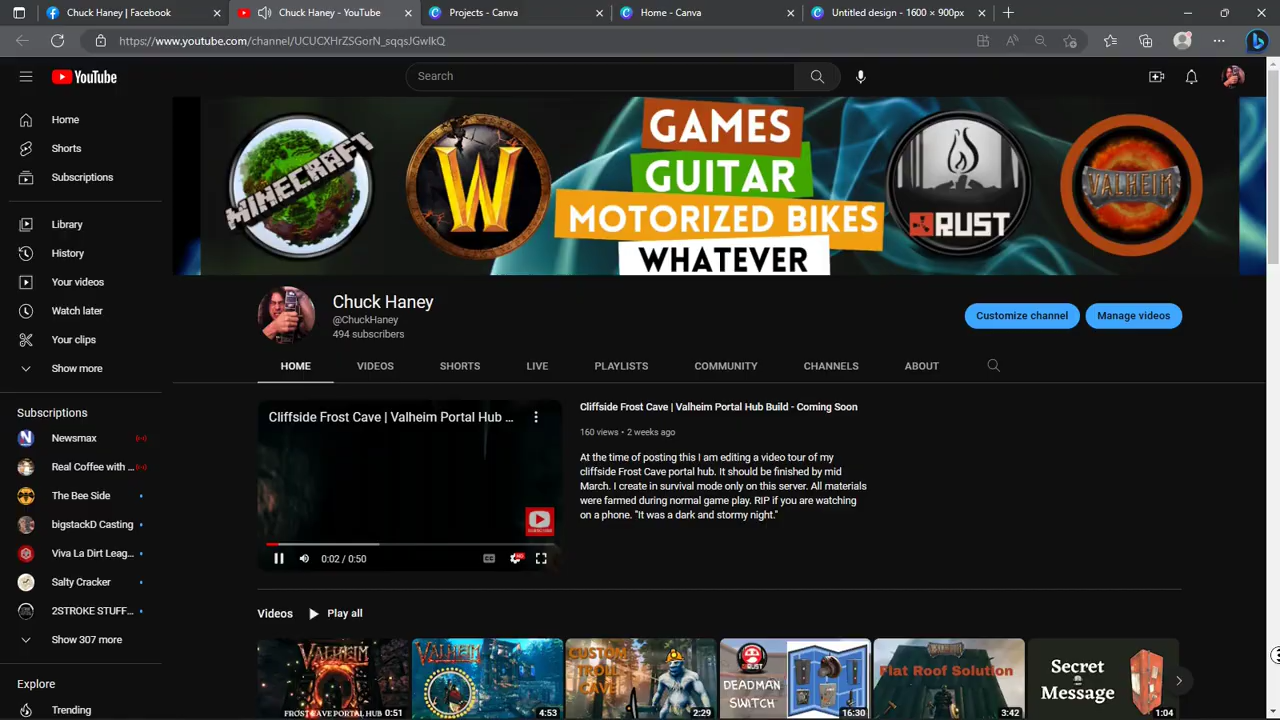 Chuck Haney | Facebook
Chuck Haney - YouTube
Projects - Canva
Home - Canva
Untitled design - 1600 × 900px
https://www.youtube.com/channel/UCUCXHrZSGorN_sqqsJGwIkQ
YouTube
Search
Home
Shorts
Subscriptions
Library
History
Your videos
Watch later
Your clips
Show more
Subscriptions
Newsmax
Real Coffee with ...
The Bee Side
bigstackD Casting
Viva La Dirt Leag...
Salty Cracker
2STROKE STUFF...
Show 307 more
Explore
Trending
MINECRAFT
W
GAMES
GUITAR
MOTORIZED BIKES
WHATEVER
RUST
VALHEIM
Chuck Haney
@ChuckHaney
494 subscribers
Customize channel
Manage videos
HOME
VIDEOS
SHORTS
LIVE
PLAYLISTS
COMMUNITY
CHANNELS
ABOUT
Cliffside Frost Cave | Valheim Portal Hub ...
0:02 / 0:50
Cliffside Frost Cave | Valheim Portal Hub Build - Coming Soon
160 views • 2 weeks ago
At the time of posting this I am editing a video tour of my
cliffside Frost Cave portal hub. It should be finished by mid
March. I create in survival mode only on this server. All materials
were farmed during normal game play. RIP if you are watching
on a phone. "It was a dark and stormy night."
Videos
Play all
VALHEIM
FROST CAVE PORTAL HUB
0:51
VALHEIM
4:53
CUSTOM
TROLL
CAVE
2:29
RUST
DEADMAN
SWITCH
16:30
VALHEIM
Flat Roof Solution
3:42
Secret
Message
1:04